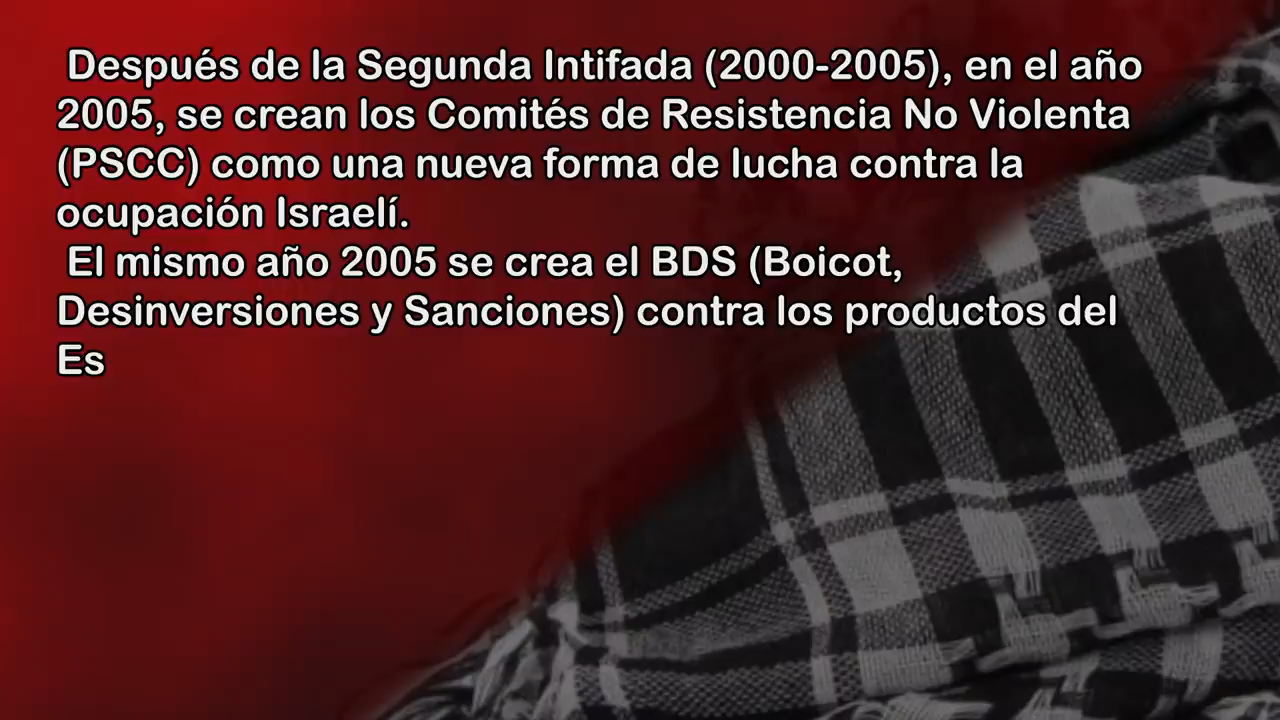 Después de la Segunda Intifada (2000-2005), en el año
2005, se crean los Comités de Resistencia No Violenta
(PSCC) como una nueva forma de lucha contra la
ocupación Israelí.
El mismo año 2005 se crea el BDS (Boicot,
Desinversiones y Sanciones) contra los productos del
Es